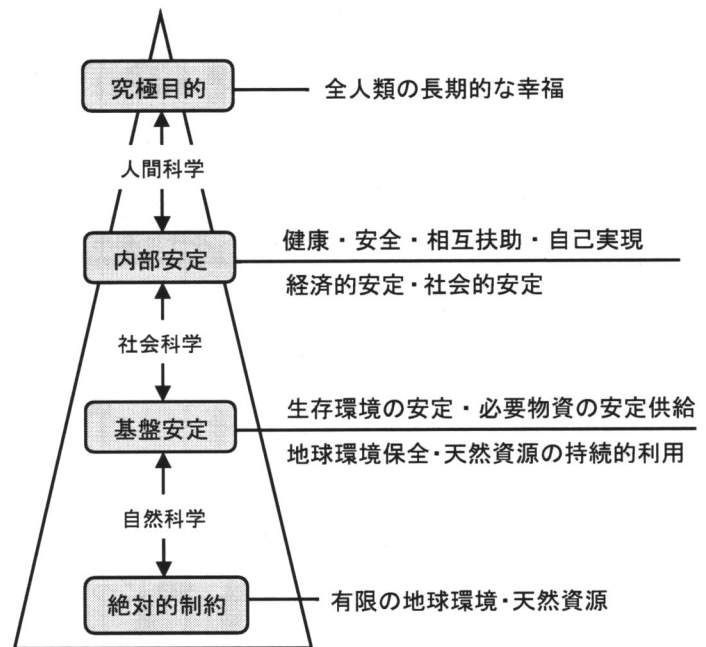 究極目的
全人類の長期的な幸福
人間科学
健康・安全・相互扶助・自己実現
内部安定
経済的安定・社会的安定
社会科学
生存環境の安定・必要物資の安定供給
基盤安定
地球環境保全・天然資源の持続的利用
自然科学
絶対的制約
有限の地球環境・天然資源